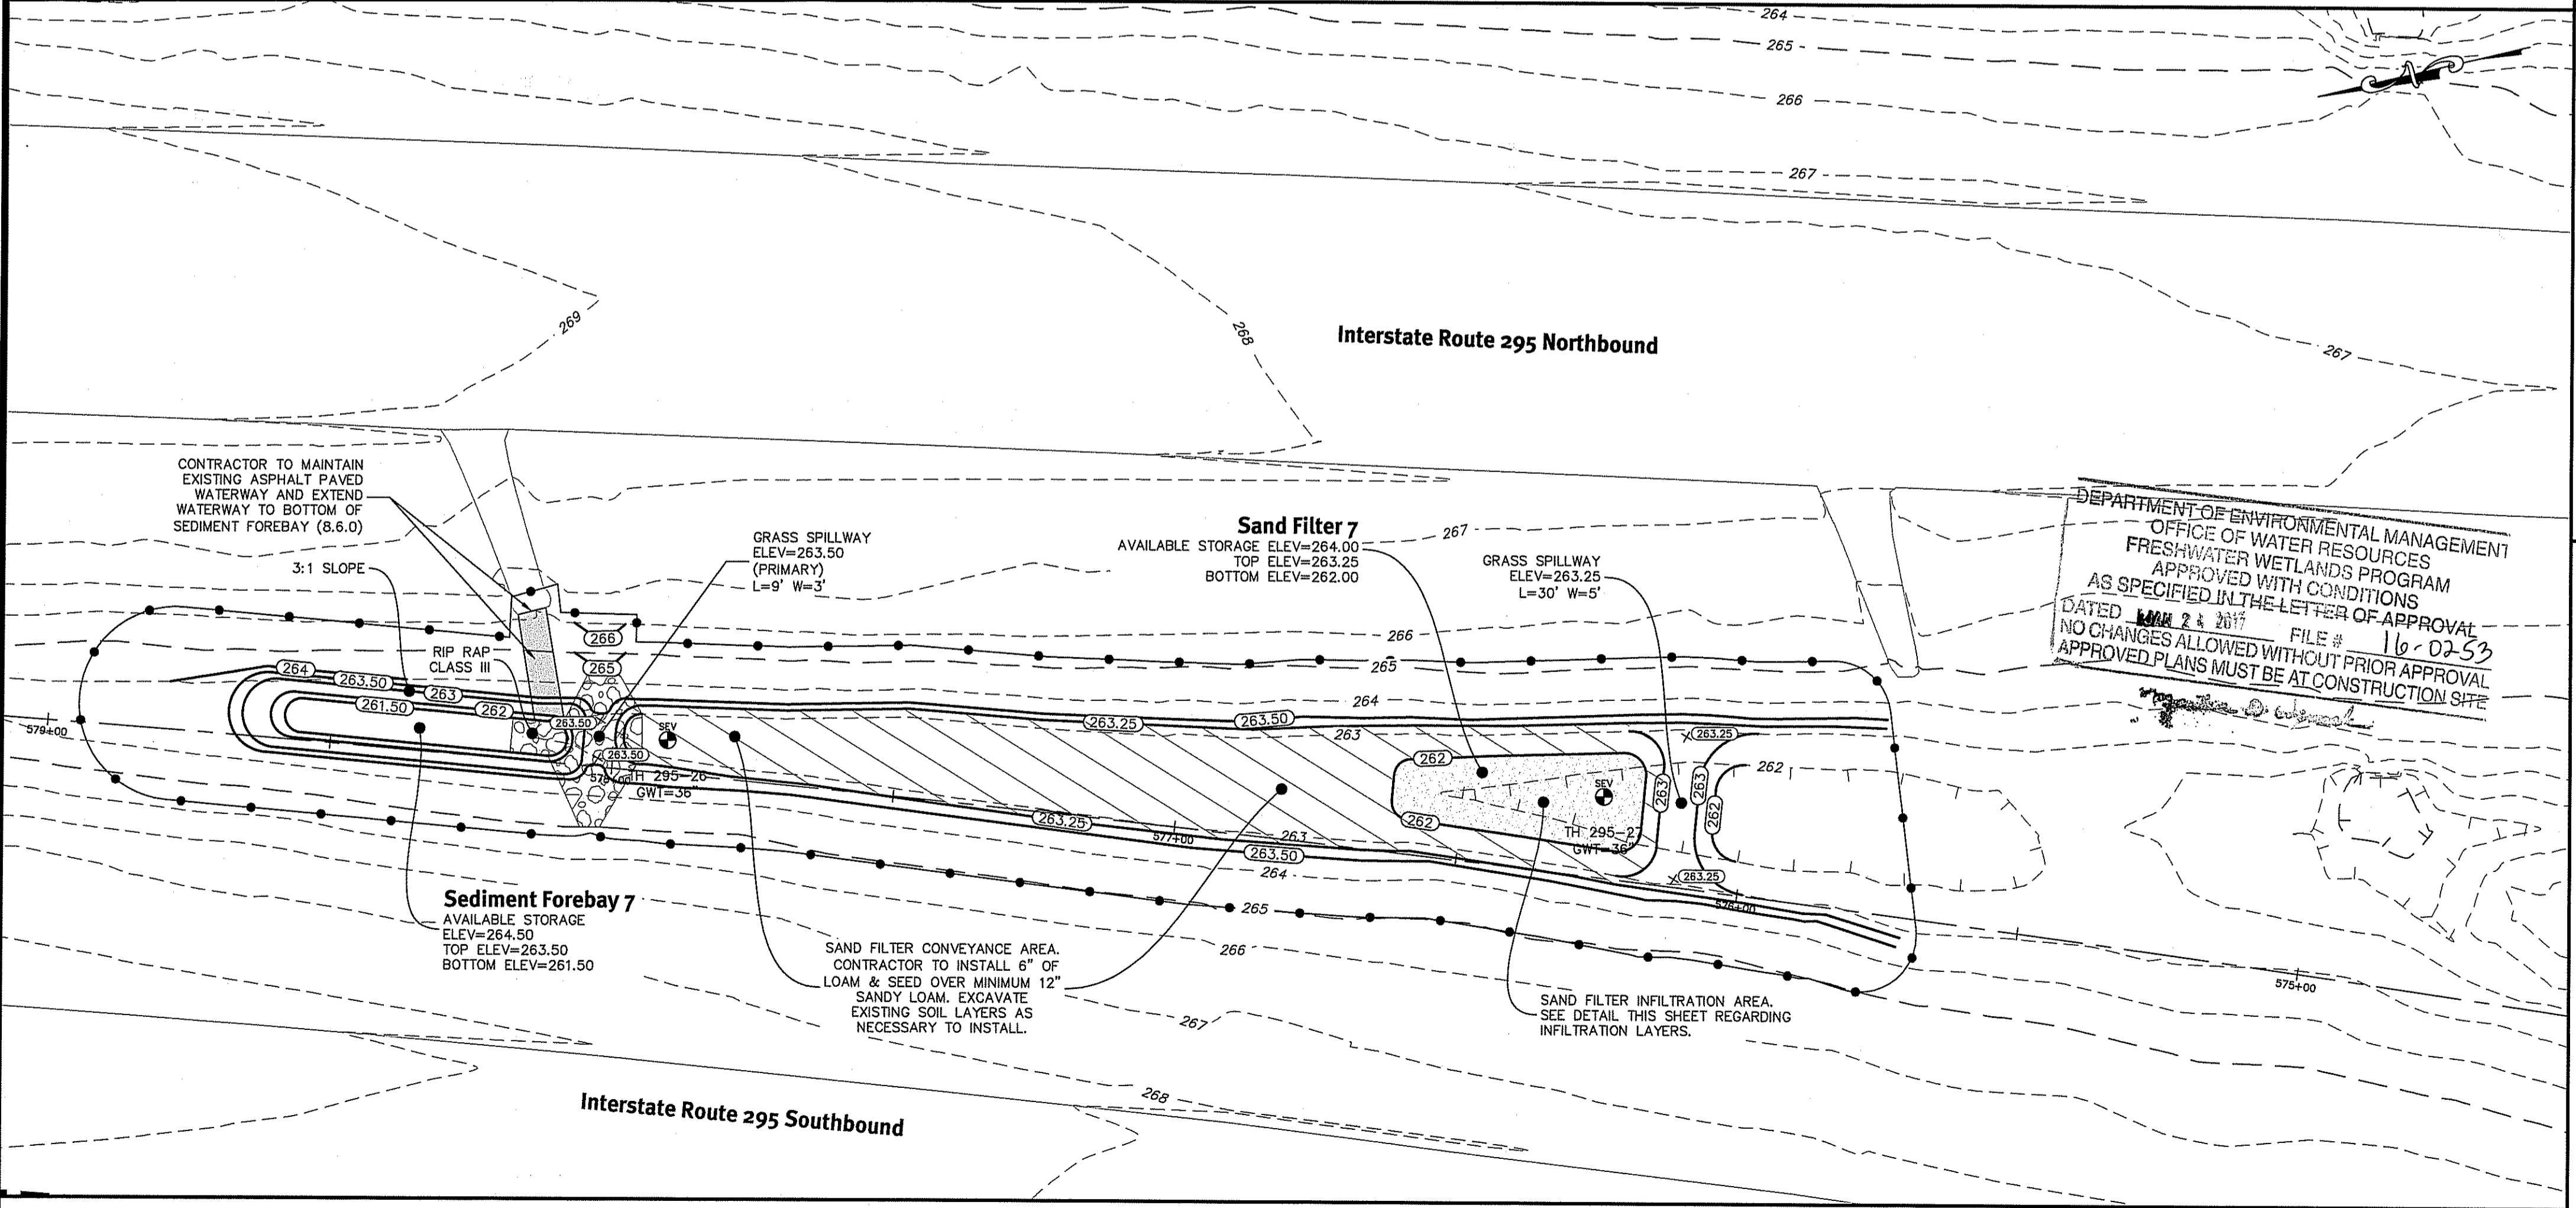 264
265
266
267
269
268
Interstate Route 295 Northbound
267
CONTRACTOR TO MAINTAIN
EXISTING ASPHALT PAVED
WATERWAY AND EXTEND
WATERWAY TO BOTTOM OF
SEDIMENT FOREBAY (8.6.0)
3:1 SLOPE
GRASS SPILLWAY
ELEV=263.50
(PRIMARY)
L=9' W=3'
Sand Filter 7
AVAILABLE STORAGE ELEV=264.00
TOP ELEV=263.25
BOTTOM ELEV=262.00
267
GRASS SPILLWAY
ELEV=263.25
L=30' W=5'
DEPARTMENT OF ENVIRONMENTAL MANAGEMENT
OFFICE OF WATER RESOURCES
FRESHWATER WETLANDS PROGRAM
APPROVED WITH CONDITIONS
AS SPECIFIED IN THE LETTER OF APPROVAL
DATED 2017 FILE # 16-0253
NO CHANGES ALLOWED WITHOUT PRIOR APPROVAL
APPROVED PLANS MUST BE AT CONSTRUCTION SITE
266
265
RIP RAP
CLASS III
266
265
264
264
263.50
263
261.50
262
263.50
263.50
SEV
TH 295-26
GWT=36"
579+00
263.25
263.50
263
263.25
262
262
263
263
262
262
SEV
TH 295-27
GWT=36"
263.25
263.25
577+00
263
263.50
264
576+00
265
266
267
575+00
Sediment Forebay 7
AVAILABLE STORAGE
ELEV=264.50
TOP ELEV=263.50
BOTTOM ELEV=261.50
SAND FILTER CONVEYANCE AREA.
CONTRACTOR TO INSTALL 6" OF
LOAM & SEED OVER MINIMUM 12"
SANDY LOAM. EXCAVATE
EXISTING SOIL LAYERS AS
NECESSARY TO INSTALL.
SAND FILTER INFILTRATION AREA.
SEE DETAIL THIS SHEET REGARDING
INFILTRATION LAYERS.
268
Interstate Route 295 Southbound